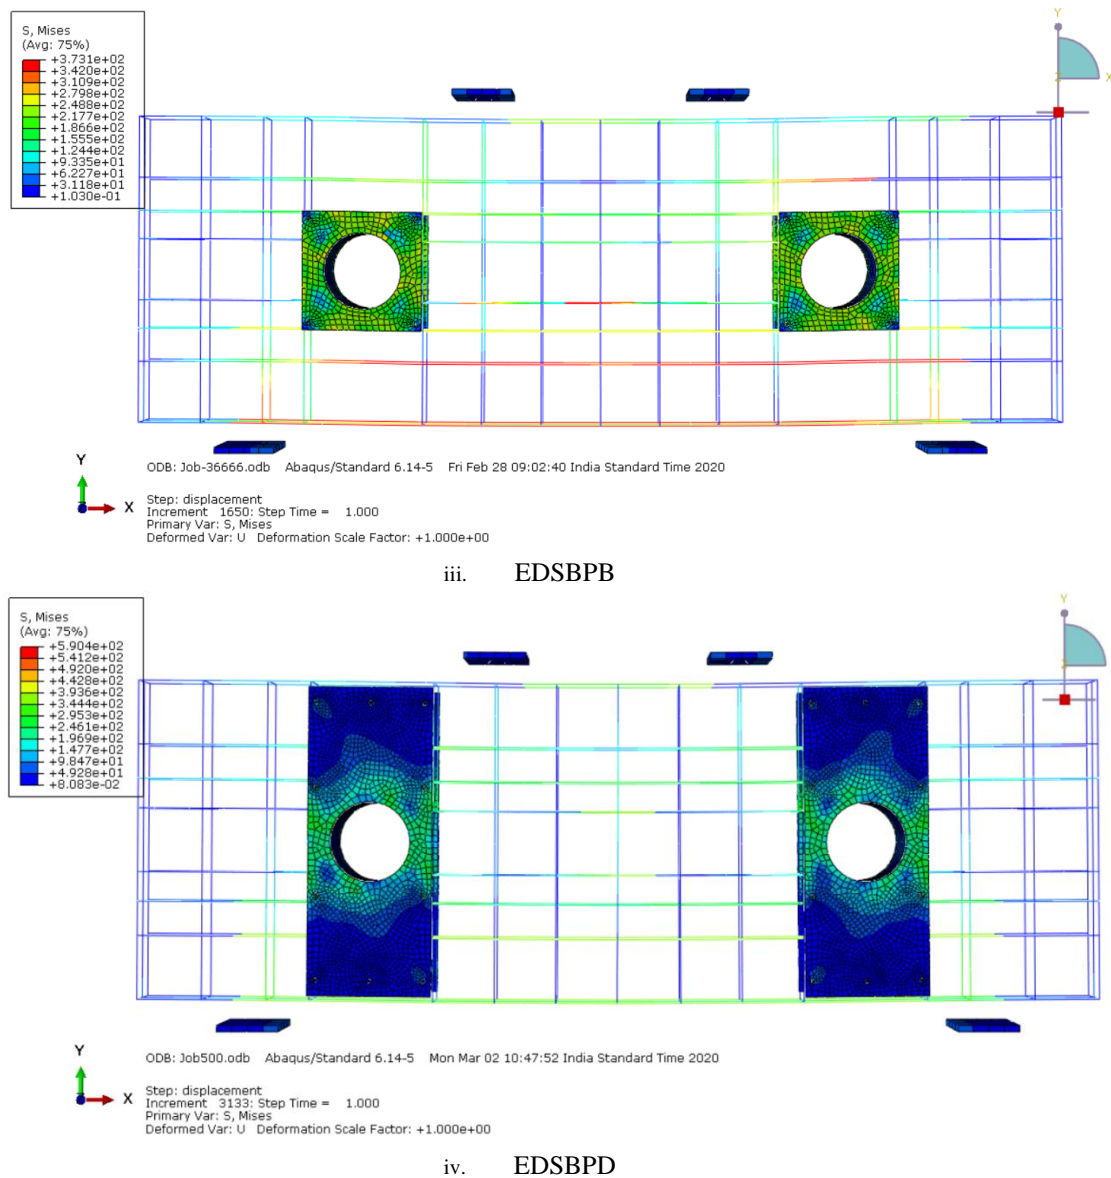 S, Mises
(Avg: 75%)
+3.731e+02
+3.420e+02
+3.109e+02
+2.798e+02
+2.488e+02
+2.177e+02
+1.866e+02
+1.555e+02
+1.244e+02
+9.335e+01
+6.227e+01
+3.118e+01
+1.030e-01
Y
X
Z
Y
X
ODB: Job-36666.odb Abaqus/Standard 6.14-5 Fri Feb 28 09:02:40 India Standard Time 2020
Step: displacement
Increment 1650: Step Time = 1.000
Primary Var: S, Mises
Deformed Var: U Deformation Scale Factor: +1.000e+00
iii. EDSBPB
S, Mises
(Avg: 75%)
+5.904e+02
+5.412e+02
+4.920e+02
+4.428e+02
+3.936e+02
+3.444e+02
+2.953e+02
+2.461e+02
+1.969e+02
+1.477e+02
+9.847e+01
+4.928e+01
+8.083e-02
Y
Z
Y
X
ODB: Job500.odb Abaqus/Standard 6.14-5 Mon Mar 02 10:47:52 India Standard Time 2020
Step: displacement
Increment 3133: Step Time = 1.000
Primary Var: S, Mises
Deformed Var: U Deformation Scale Factor: +1.000e+00
iv. EDSBPD